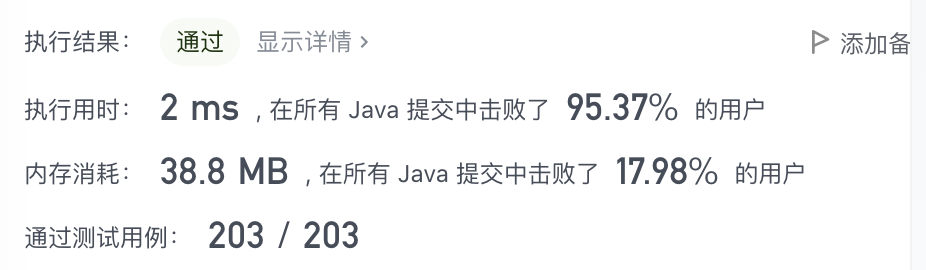 执行结果： 通过 显示详情 > 添加备
执行用时： 2 ms , 在所有 Java 提交中击败了 95.37% 的用户
内存消耗： 38.8 MB , 在所有 Java 提交中击败了 17.98% 的用户
通过测试用例： 203 / 203